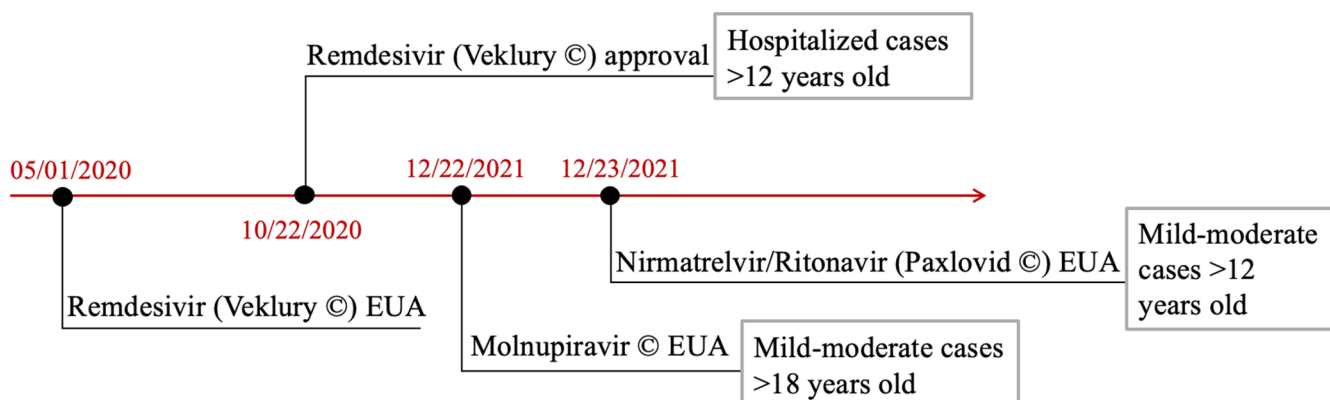 Remdesivir (Veklury ©) approval
Hospitalized cases
>12 years old
05/01/2020
12/22/2021
12/23/2021
10/22/2020
Nirmatrelvir/Ritonavir (Paxlovid ©) EUA
Mild-moderate
cases >12
years old
Remdesivir (Veklury ©) EUA
Molnupiravir © EUA
Mild-moderate cases
>18 years old